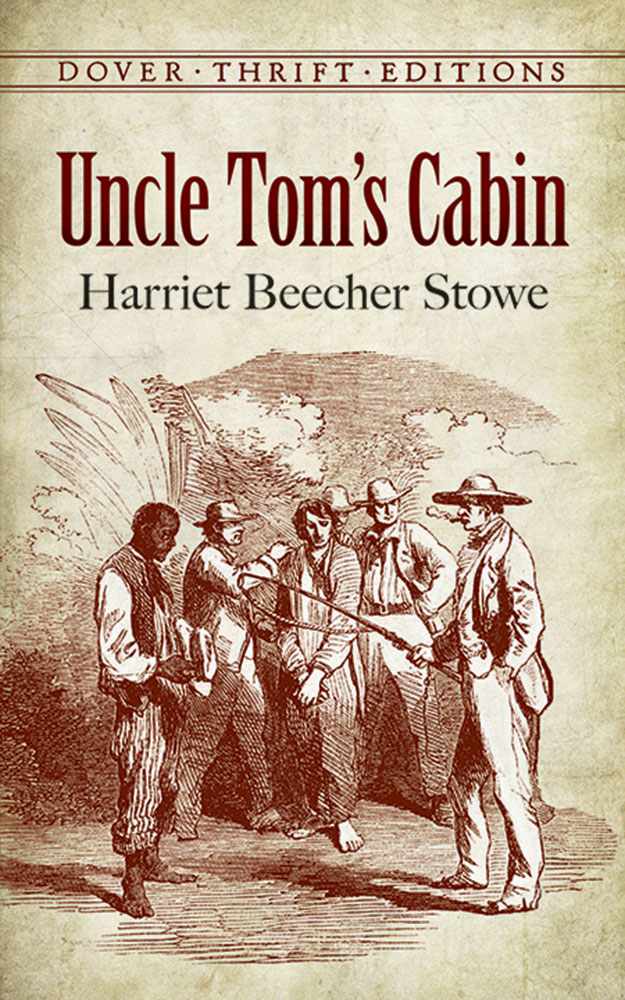 DOVER · THRIFT · EDITIONS
Uncle Tom's Cabin
Harriet Beecher Stowe